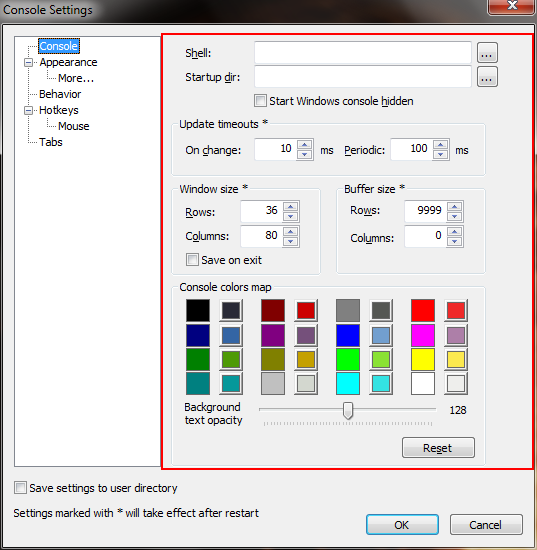 Console Settings
Console
Appearance
More...
Behavior
Hotkeys
Mouse
Tabs
Shell:
...
Startup dir:
...
Start Windows console hidden
Update timeouts *
On change: 10 ms Periodic: 100 ms
Window size *
Rows: 36
Columns: 80
Save on exit
Buffer size *
Rows: 9999
Columns: 0
Console colors map
Background
text opacity
128
Reset
Save settings to user directory
Settings marked with * will take effect after restart
OK
Cancel